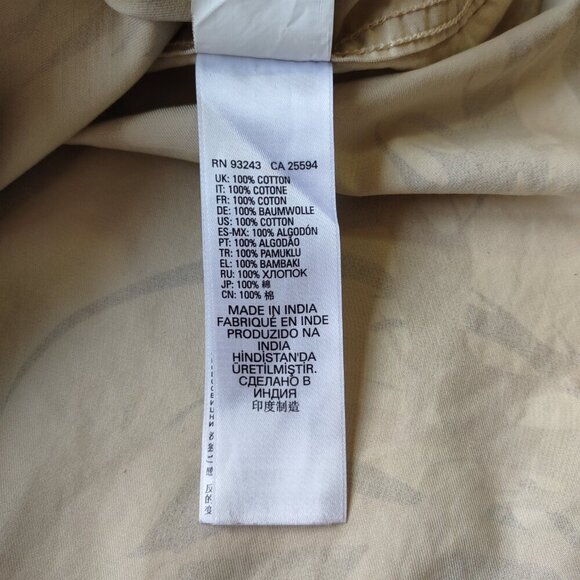 RN 93243 CA 25594
UK: 100% COTTON
IT: 100% COTONE
FR: 100% COTON
DE: 100% BAUMWOLLE
US: 100% COTTON
ES-MX: 100% ALGODÓN
PT: 100% ALGODÃO
TR: 100% PAMUKLU
EL: 100% BAMBAKI
RU: 100% ХЛОПОК
JP: 100% 綿
CN: 100% 棉
MADE IN INDIA
FABRIQUÉ EN INDE
PRODUZIDO NA
INDIA
HİNDİSTAN'DA
ÜRETİLMİŞTİR.
СДЕЛАНО В
ИНДИЯ
印度制造